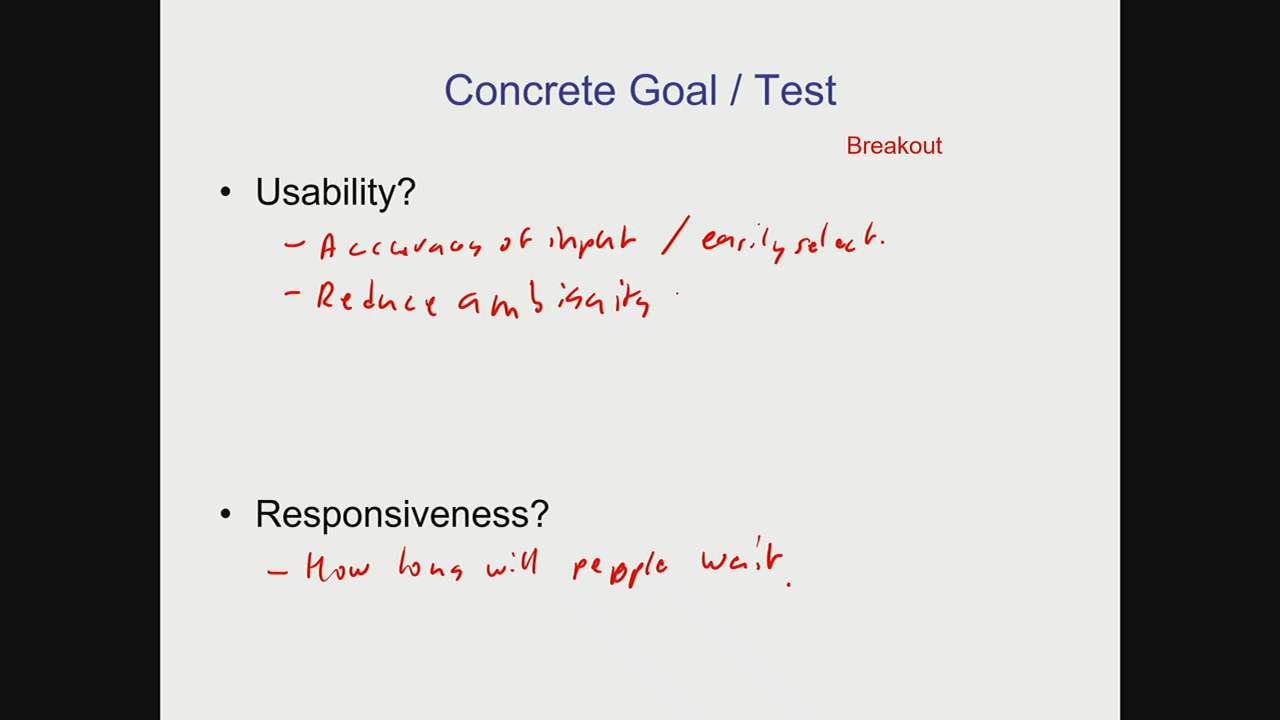 Concrete Goal / Test
Breakout
• Usability?
- Accuracy of input / easily select.
- Reduce ambiguity
• Responsiveness?
- How long will people wait.